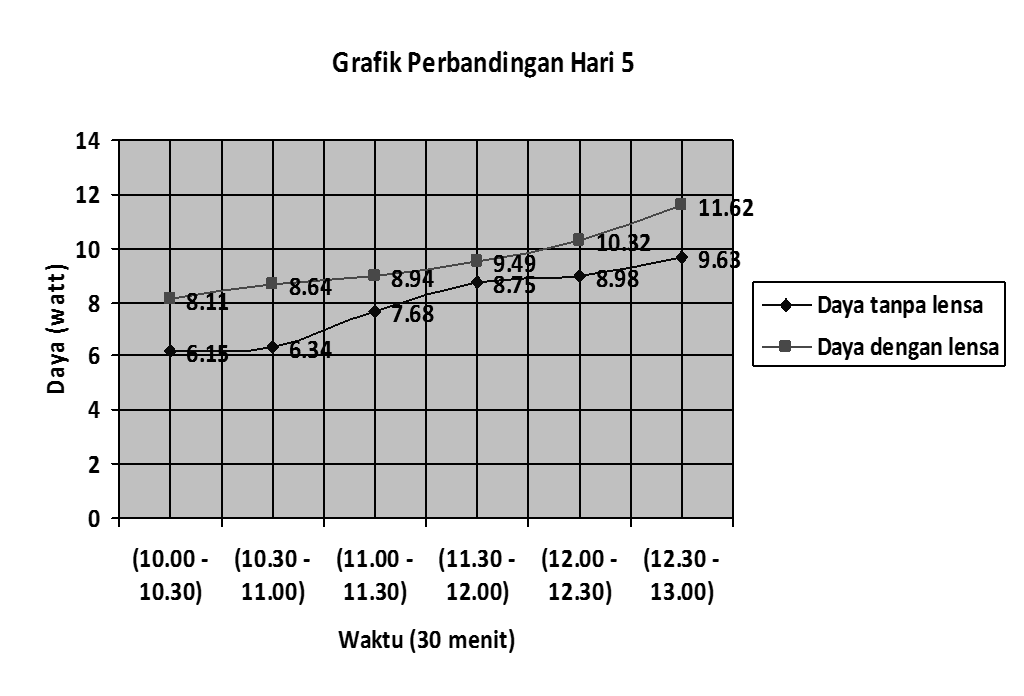 Grafik Perbandingan Hari 5
14
12
10
8
6
4
2
0
Daya (watt)
11.62
10.32
9.49
8.94
8.64
8.11
9.63
8.98
8.75
7.68
6.34
6.15
Daya tanpa lensa
Daya dengan lensa
(10.00 - (10.30 - (11.00 - (11.30 - (12.00 - (12.30 -
10.30) 11.00) 11.30) 12.00) 12.30) 13.00)
Waktu (30 menit)